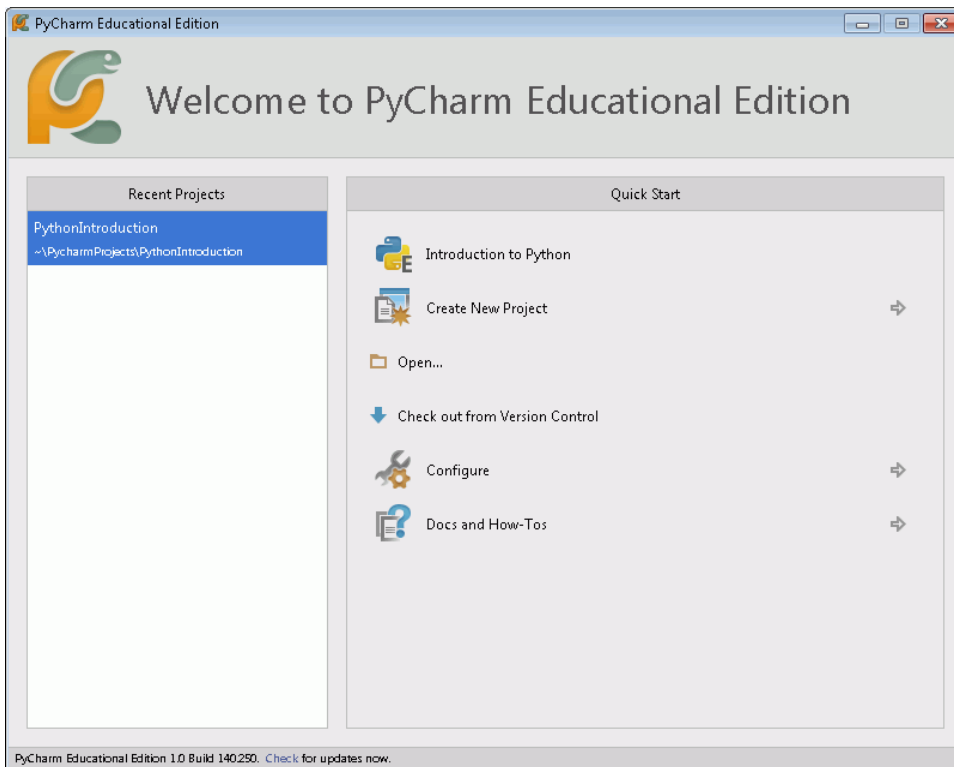 PyCharm Educational Edition
Welcome to PyCharm Educational Edition
Recent Projects
PythonIntroduction
~\PycharmProjects\PythonIntroduction
Quick Start
Introduction to Python
Create New Project
Open...
Check out from Version Control
Configure
Docs and How-Tos
PyCharm Educational Edition 1.0 Build 140.250. Check for updates now.